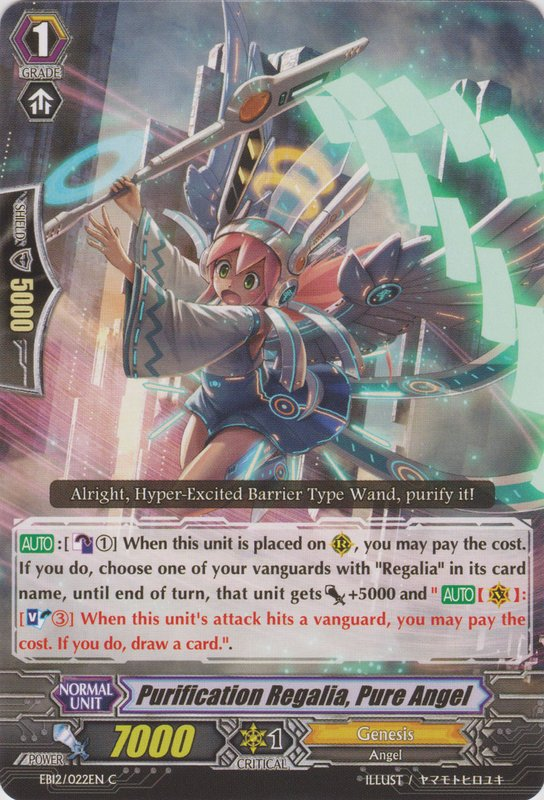 1
GRADE
SHIELD
5000
Alright, Hyper-Excited Barrier Type Wand, purify it!
AUTO :[ ①] When this unit is placed on R, you may pay the cost.
If you do, choose one of your vanguards with "Regalia" in its card
name, until end of turn, that unit gets +5000 and " AUTO【 V 】:
[V ③] When this unit's attack hits a vanguard, you may pay the
cost. If you do, draw a card.".
NORMAL
UNIT
Purification Regalia, Pure Angel
POWER
7000
1
CRITICAL
Genesis
Angel
EB12/022EN C
ILLUST / ヤマモトヒロユキ